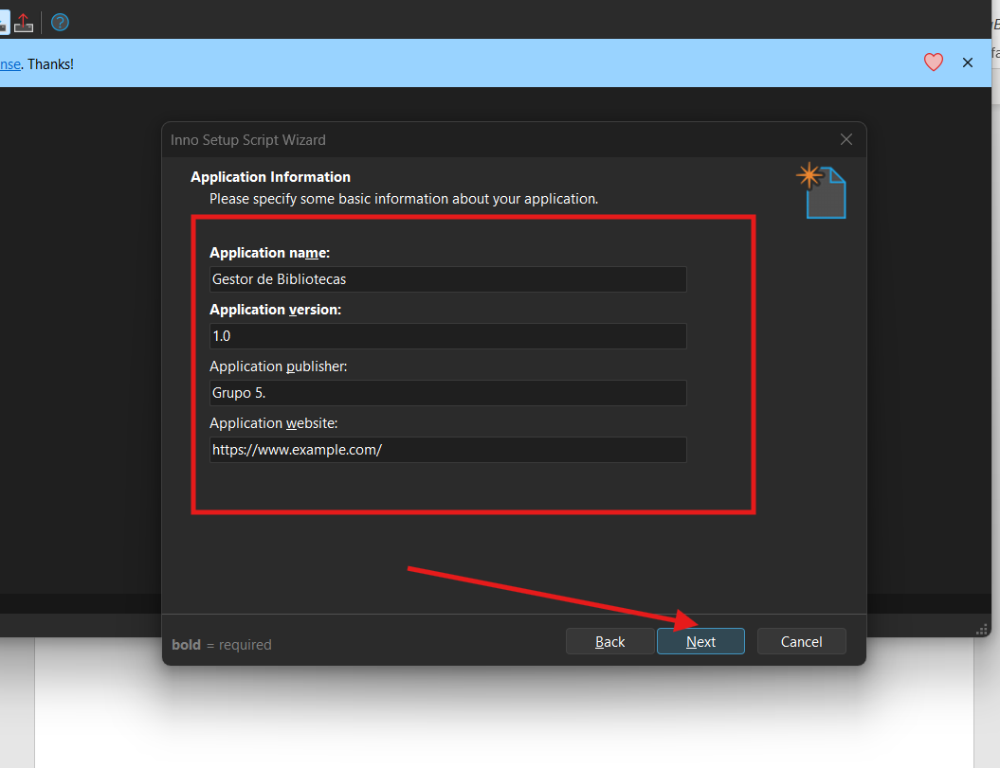 nse. Thanks!
Inno Setup Script Wizard
Application Information
Please specify some basic information about your application.
Application name:
Gestor de Bibliotecas
Application version:
1.0
Application publisher:
Grupo 5.
Application website:
https://www.example.com/
bold = required
Back
Next
Cancel